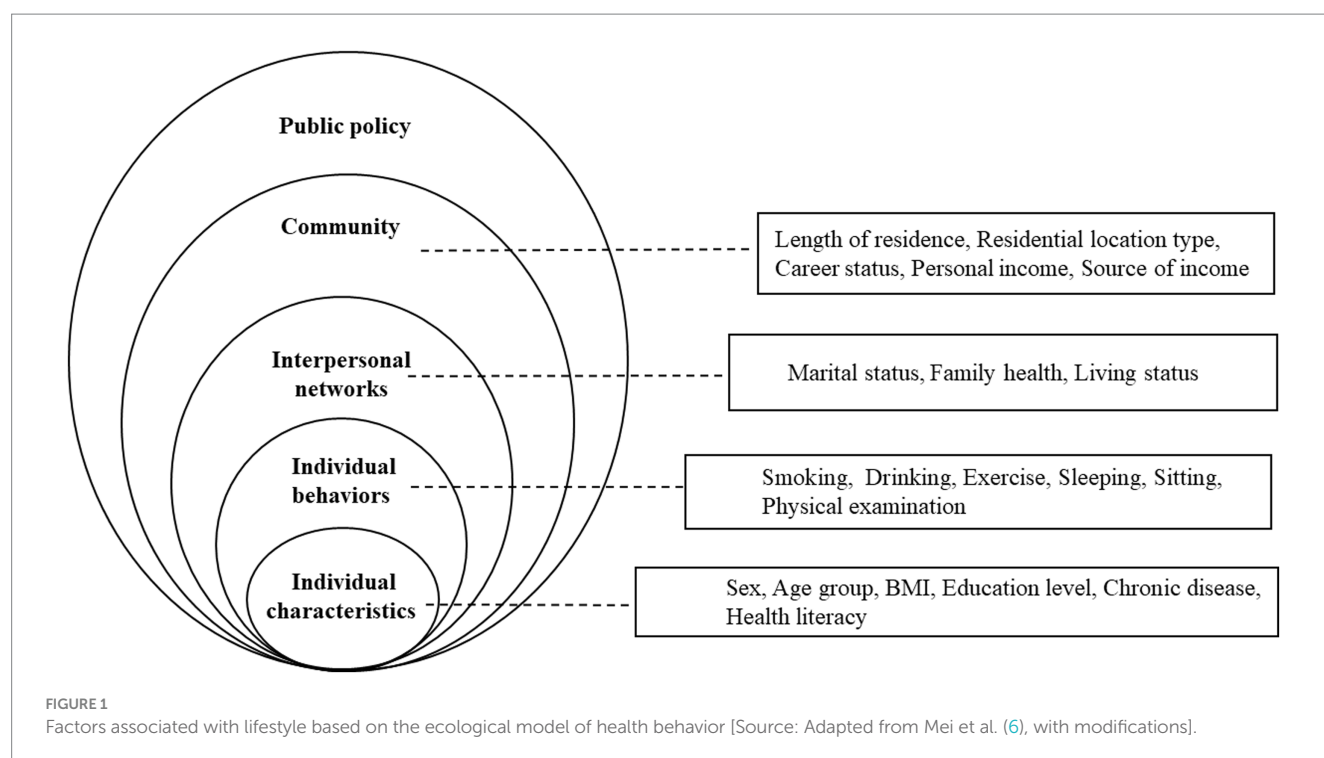 Public policy
Community
Length of residence, Residential location type,
Career status, Personal income, Source of income
Interpersonal
networks
Marital status, Family health, Living status
Individual
behaviors
Smoking, Drinking, Exercise, Sleeping, Sitting,
Physical examination
Individual
characteristics
Sex, Age group, BMI, Education level, Chronic disease,
Health literacy
FIGURE 1
Factors associated with lifestyle based on the ecological model of health behavior [Source: Adapted from Mei et al. (6), with modifications].